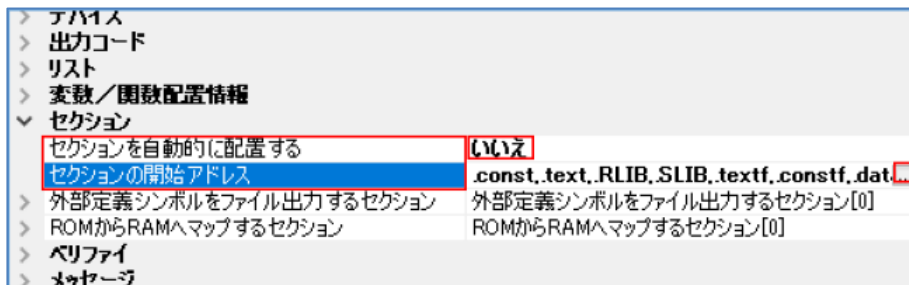 デバイス
出力コード
リスト
変数／関数配置情報
セクション
セクションを自動的に配置する いいえ
セクションの開始アドレス .const,.text,.RLIB,.SLIB,.textf,.constf,.dat...
外部定義シンボルをファイル出力するセクション 外部定義シンボルをファイル出力するセクション[0]
ROMからRAMへマップするセクション ROMからRAMへマップするセクション[0]
ベリファイ
メッセージ